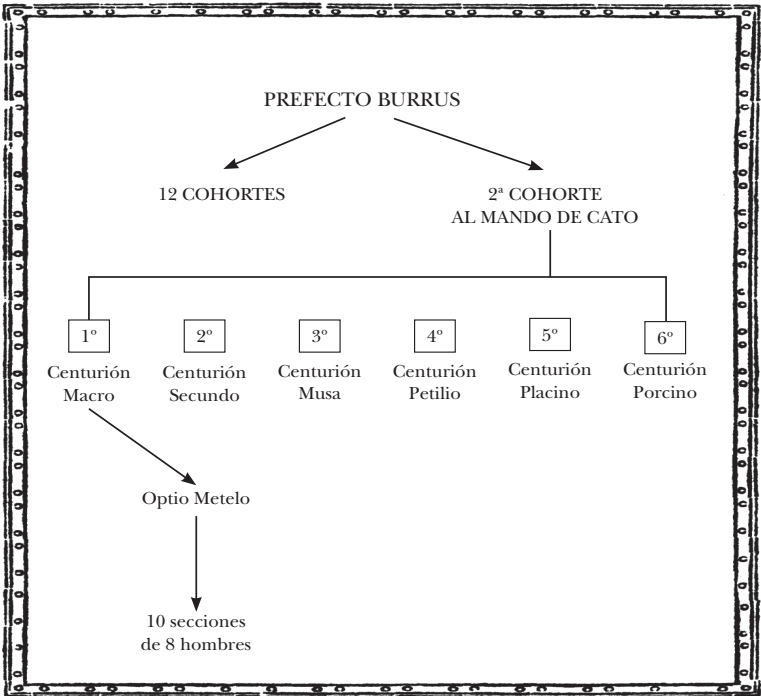 PREFECTO BURRUS
12 COHORTES
2ª COHORTE
AL MANDO DE CATO
1º
Centurión
Macro
2º
Centurión
Secundo
3º
Centurión
Musa
4º
Centurión
Petilio
5º
Centurión
Placino
6º
Centurión
Porcino
Optio Metelo
10 secciones
de 8 hombres